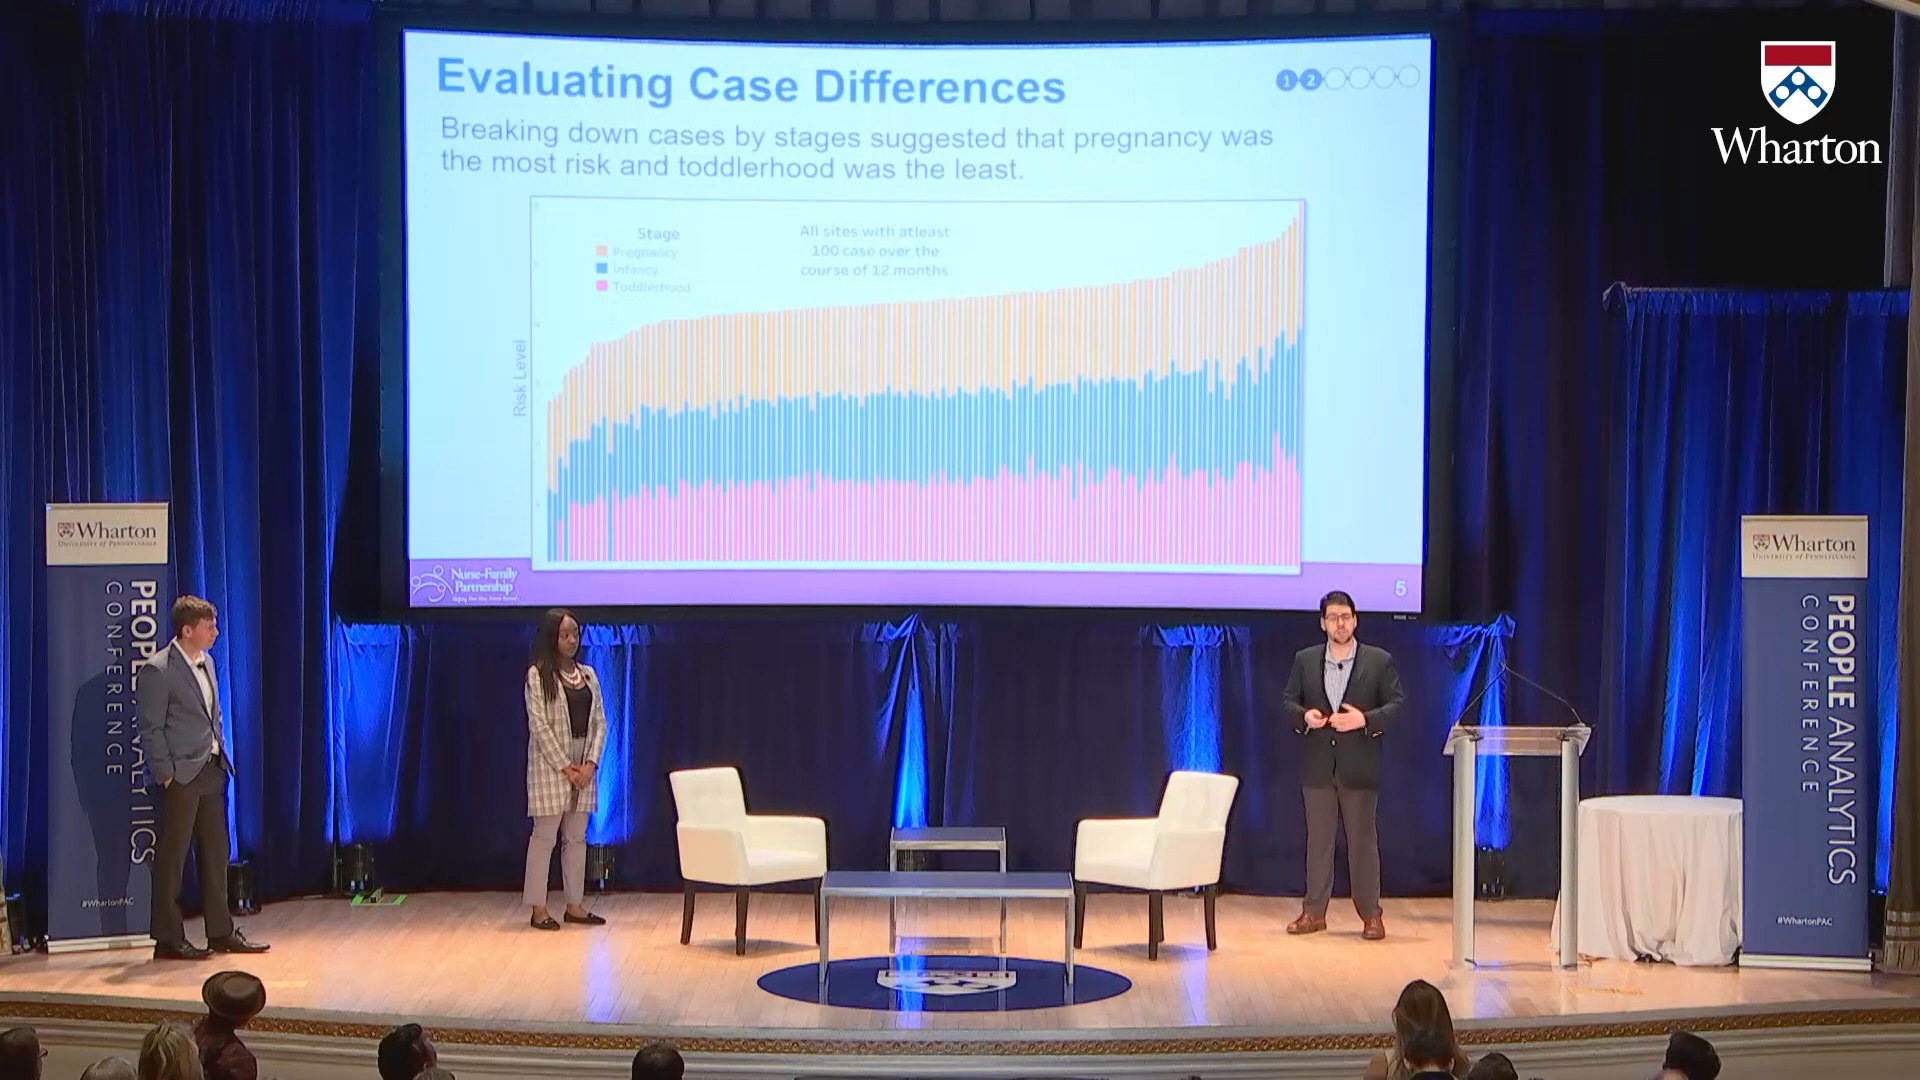 Evaluating Case Differences
1 2
Breaking down cases by stages suggested that pregnancy was
the most risk and toddlerhood was the least.
Stage
Pregnancy
Infancy
Toddlerhood
All sites with atleast
100 case over the
course of 12 months
Risk Level
Nurse-Family
Partnership
5
Wharton
Wharton
UNIVERSITY of PENNSYLVANIA
PEOPLE ANALYTICS
CONFERENCE
#WhartonPAC
Wharton
UNIVERSITY of PENNSYLVANIA
PEOPLE ANALYTICS
CONFERENCE
#WhartonPAC